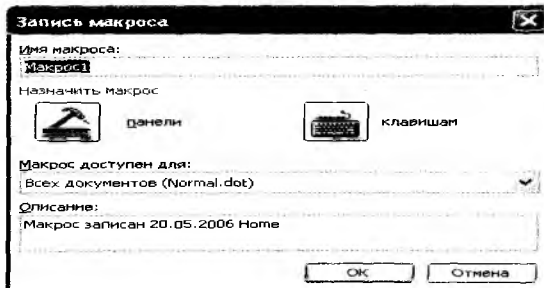 Запись макроса
Имя макроса:
Макрос1
Назначить макрос
панели клавишам
Макрос доступен для:
Всех документов (Normal.dot)
Описание:
Макрос записан 20.05.2006 Home
OK Отмена